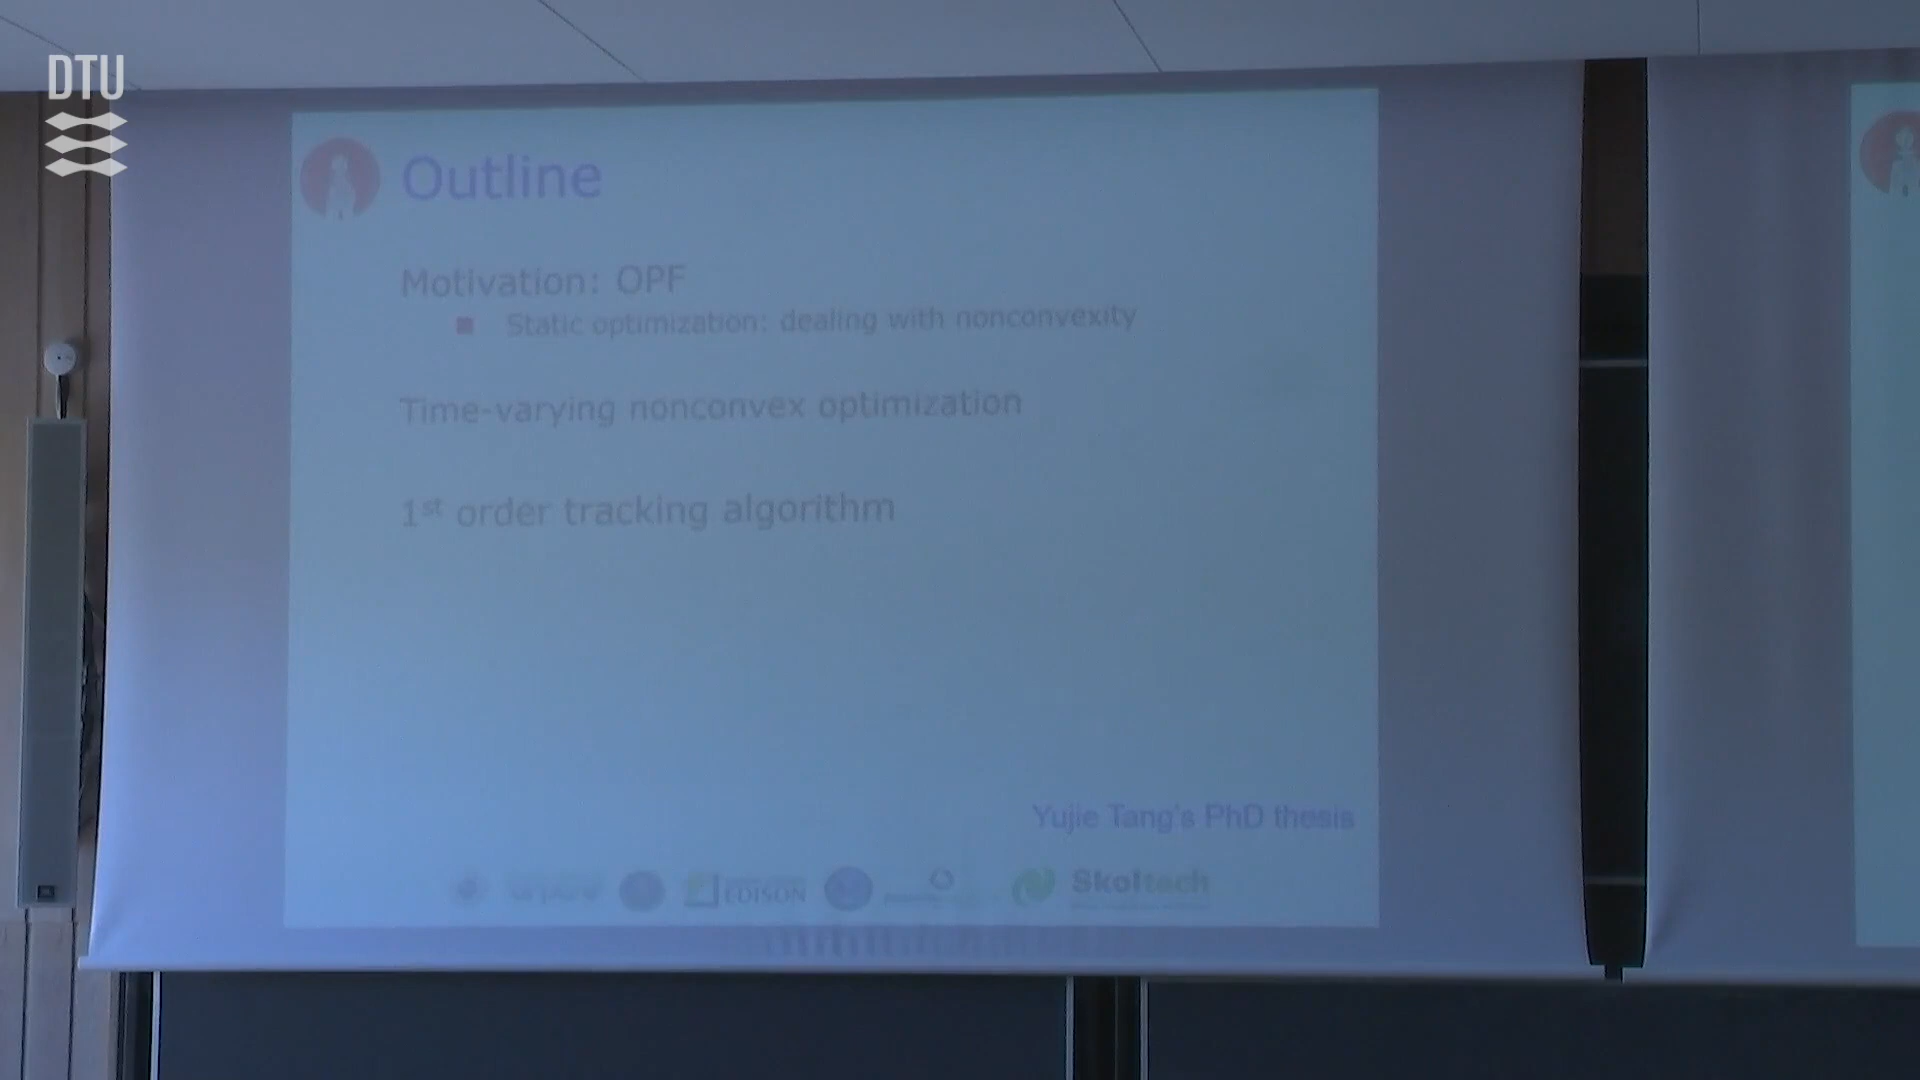 DTU
Outline
Motivation: OPF
Static optimization: dealing with nonconvexity
Time-varying nonconvex optimization
1st order tracking algorithm
Yujie Tang's PhD thesis
EDISON
Skoltech